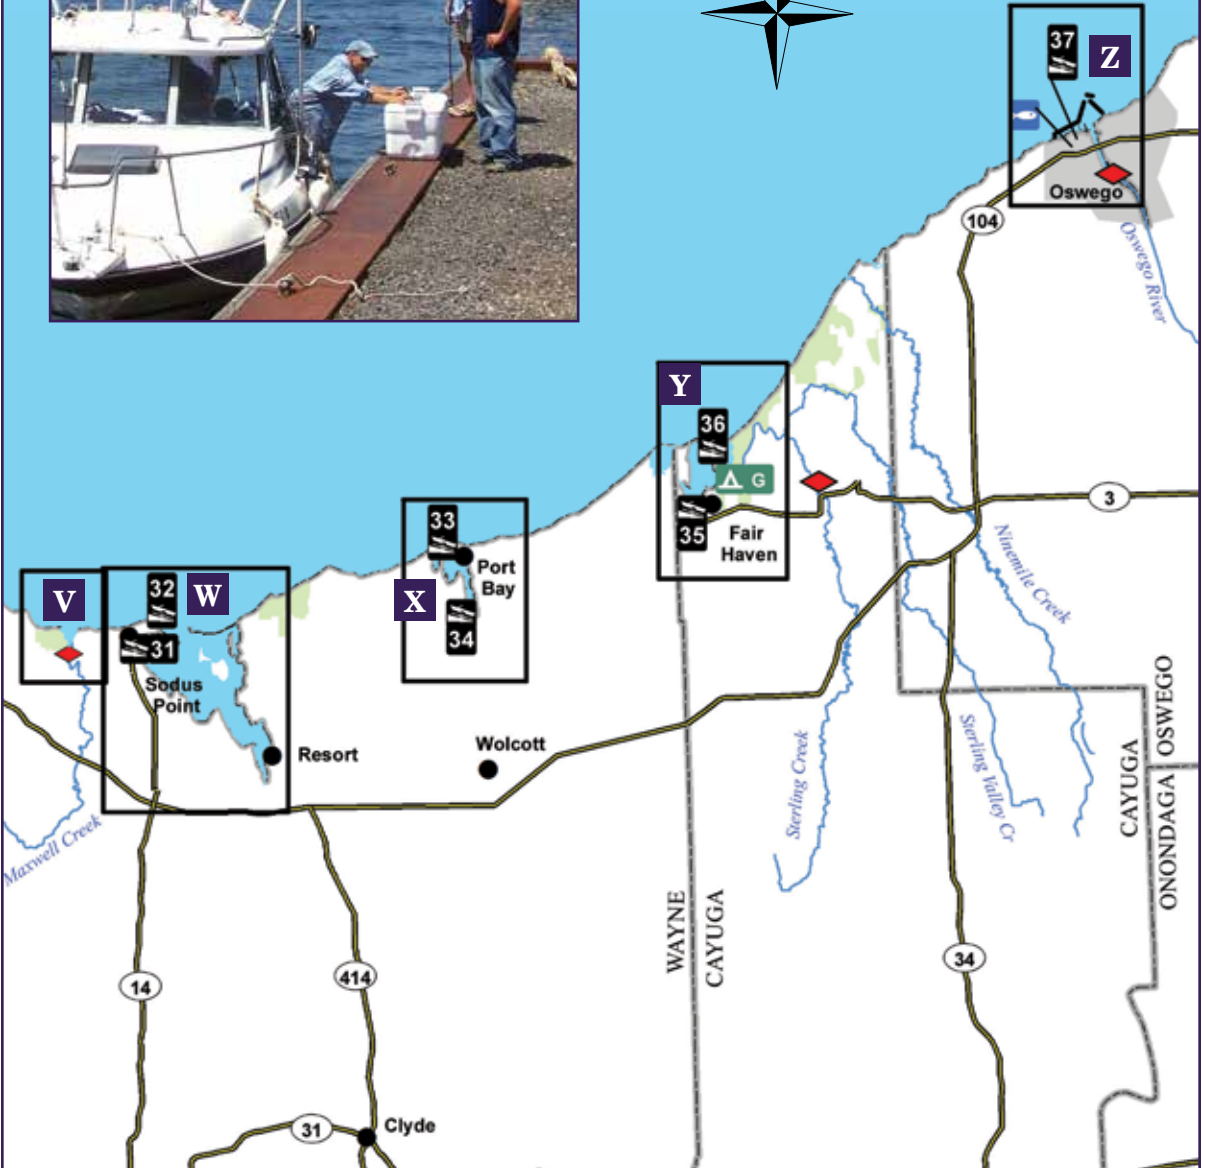 37
Z
Oswego
104
Oswego River
Y
36
G
35
Fair
Haven
3
33
Port
Bay
X
34
V
32
W
31
Sodus
Point
Resort
Wolcott
Ninemile Creek
Sterling Creek
Sterling Valley Cr
Maxwell Creek
OSWEGO
CAYUGA
ONONDAGA
WAYNE
CAYUGA
14
414
34
31
Clyde